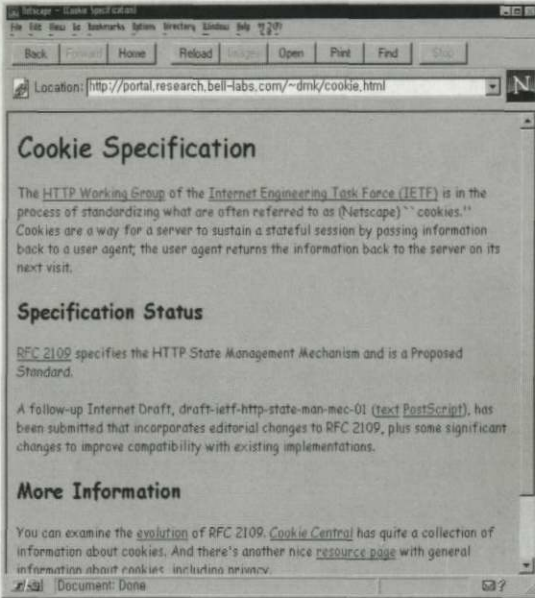 Netscape - [Cookie Specification]
File Edit View Go Bookmarks Options Directory Window Help
Back Forward Home Reload Images Open Print Find Stop
Location: http://portal.research.bell-labs.com/~dmk/cookie.html
N
Cookie Specification
The HTTP Working Group of the Internet Engineering Task Force (IETF) is in the
process of standardizing what are often referred to as (Netscape) ``cookies.''
Cookies are a way for a server to sustain a stateful session by passing information
back to a user agent; the user agent returns the information back to the server on its
next visit.
Specification Status
RFC 2109 specifies the HTTP State Management Mechanism and is a Proposed
Standard.
A follow-up Internet Draft, draft-ietf-http-state-man-mec-01 (text PostScript), has
been submitted that incorporates editorial changes to RFC 2109, plus some significant
changes to improve compatibility with existing implementations.
More Information
You can examine the evolution of RFC 2109. Cookie Central has quite a collection of
information about cookies. And there's another nice resource page with general
information about cookies, including privacy.
Document: Done